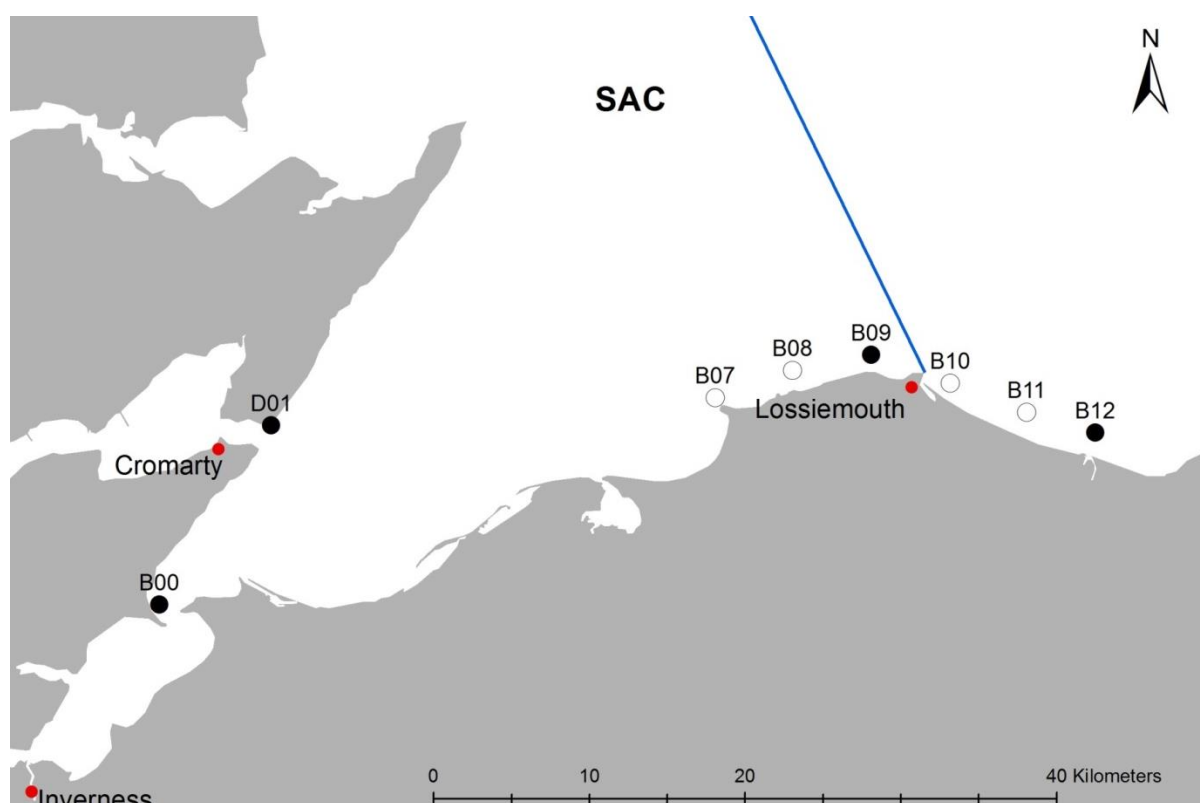 N
SAC
B09
B08
B10
B07
B11
Lossiemouth
B12
D01
Cromarty
B00
0 10 20 40 Kilometers
Inverness